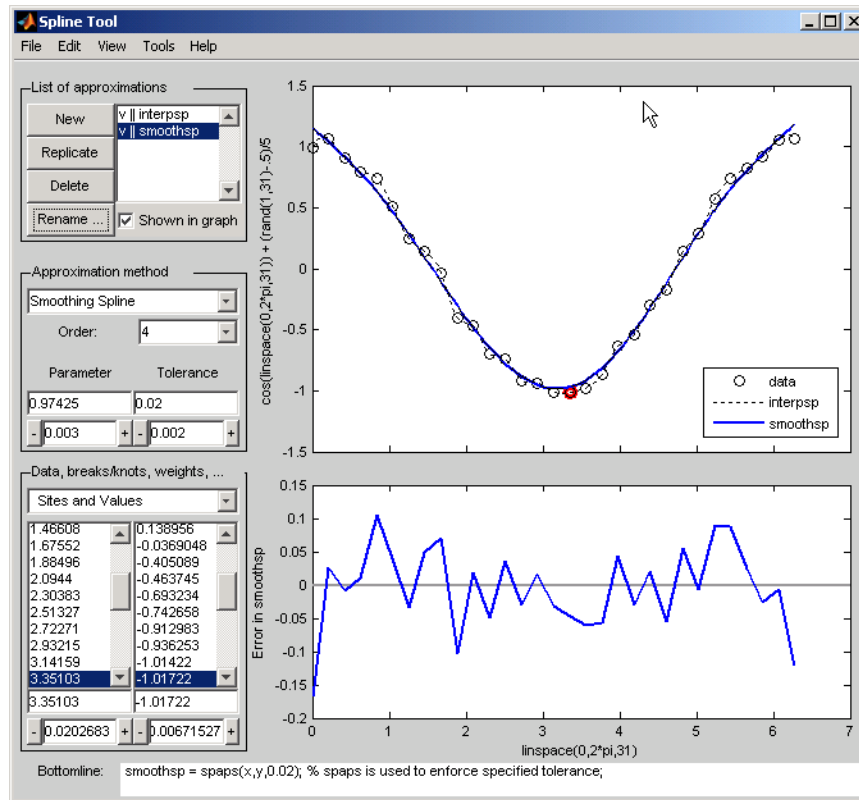 Spline Tool
File Edit View Tools Help
List of approximations
New
Replicate
Delete
Rename ...
v || interpsp
v || smoothsp
Shown in graph
Approximation method
Smoothing Spline
Order: 4
Parameter Tolerance
0.97425 0.02
- 0.003 + - 0.002 +
Data, breaks/knots, weights, ...
Sites and Values
1.46608 0.138956
1.67552 -0.0369048
1.88496 -0.405089
2.0944 -0.463745
2.30383 -0.693234
2.51327 -0.742658
2.72271 -0.912983
2.93215 -0.936253
3.14159 -1.01422
3.35103 -1.01722
3.35103 -1.01722
- 0.0202683 + - 0.00671527 +
cos(linspace(0,2*pi,31)) + (rand(1,31)-.5)/5
1.5
1
0.5
0
-0.5
-1
-1.5
data
interpsp
smoothsp
Error in smoothsp
0.15
0.1
0.05
0
-0.05
-0.1
-0.15
-0.2
0 1 2 3 4 5 6 7
linspace(0,2*pi,31)
Bottomline: smoothsp = spaps(x,y,0.02); % spaps is used to enforce specified tolerance;